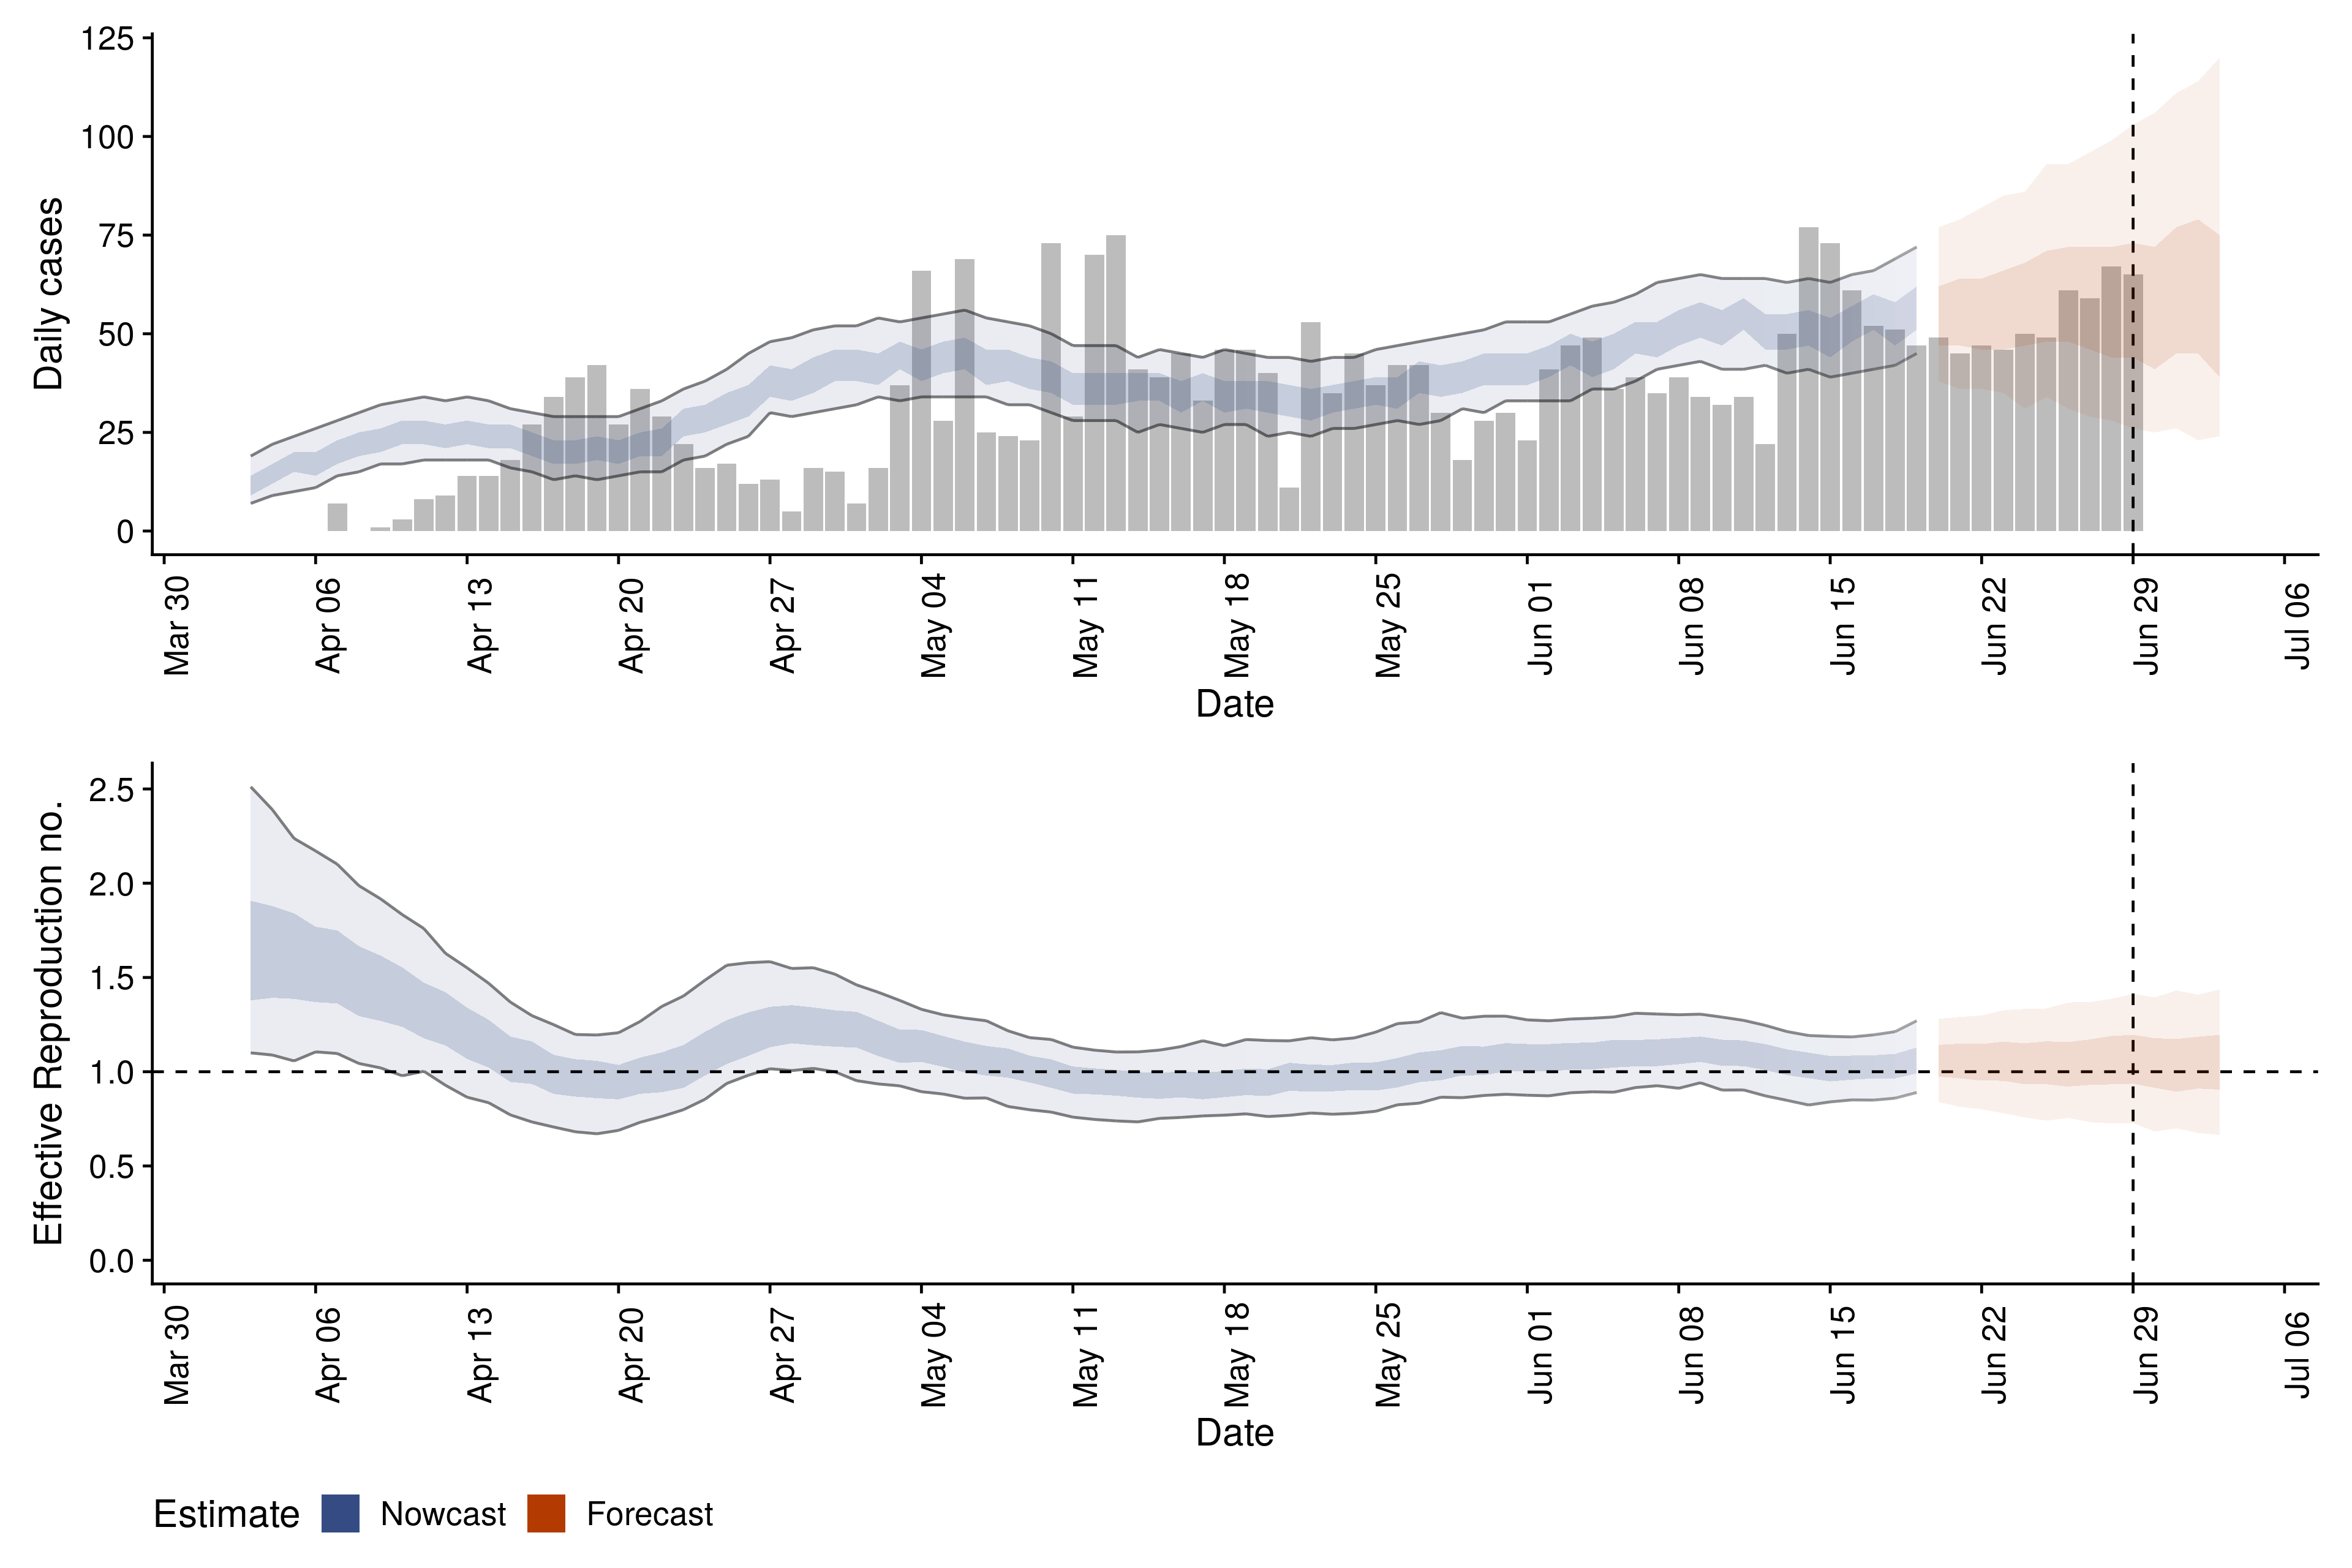 125
100
75
50
25
0
Daily cases
Mar 30
Apr 06
Apr 13
Apr 20
Apr 27
May 04
May 11
May 18
May 25
Jun 01
Jun 08
Jun 15
Jun 22
Jun 29
Jul 06
Date
2.5
2.0
1.5
1.0
0.5
0.0
Effective Reproduction no.
Mar 30
Apr 06
Apr 13
Apr 20
Apr 27
May 04
May 11
May 18
May 25
Jun 01
Jun 08
Jun 15
Jun 22
Jun 29
Jul 06
Date
Estimate Nowcast Forecast